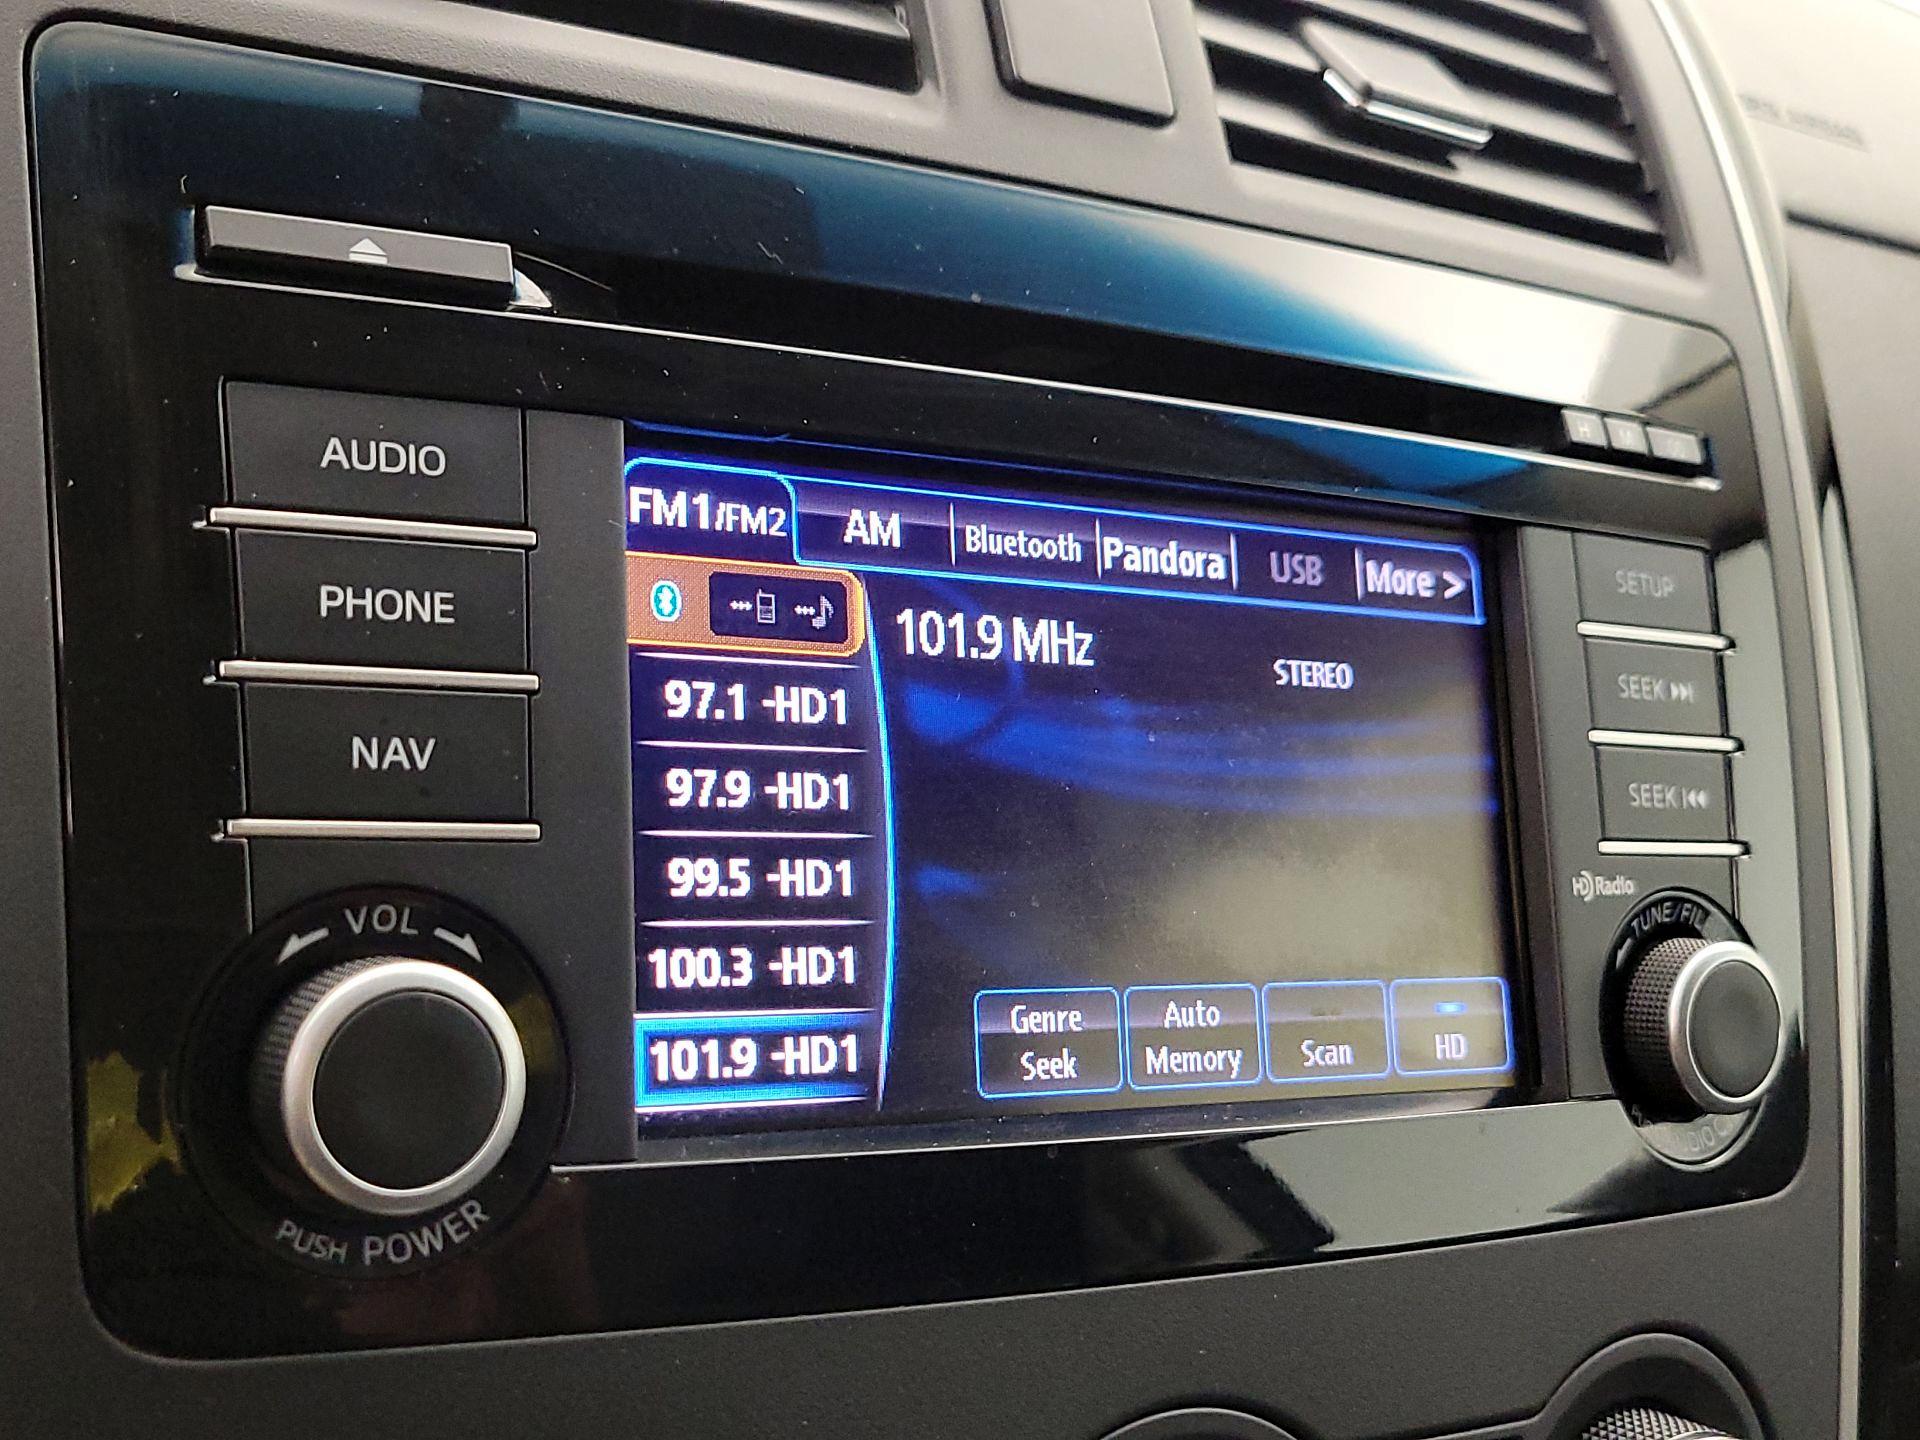 AUDIO
PHONE
NAV
VOL
PUSH POWER
FM1/FM2 AM Bluetooth Pandora USB More >
101.9 MHz
STEREO
97.1 -HD1
97.9 -HD1
99.5 -HD1
100.3 -HD1
101.9 -HD1
Genre Seek
Auto Memory
Scan
HD
SETUP
SEEK
SEEK
HD Radio